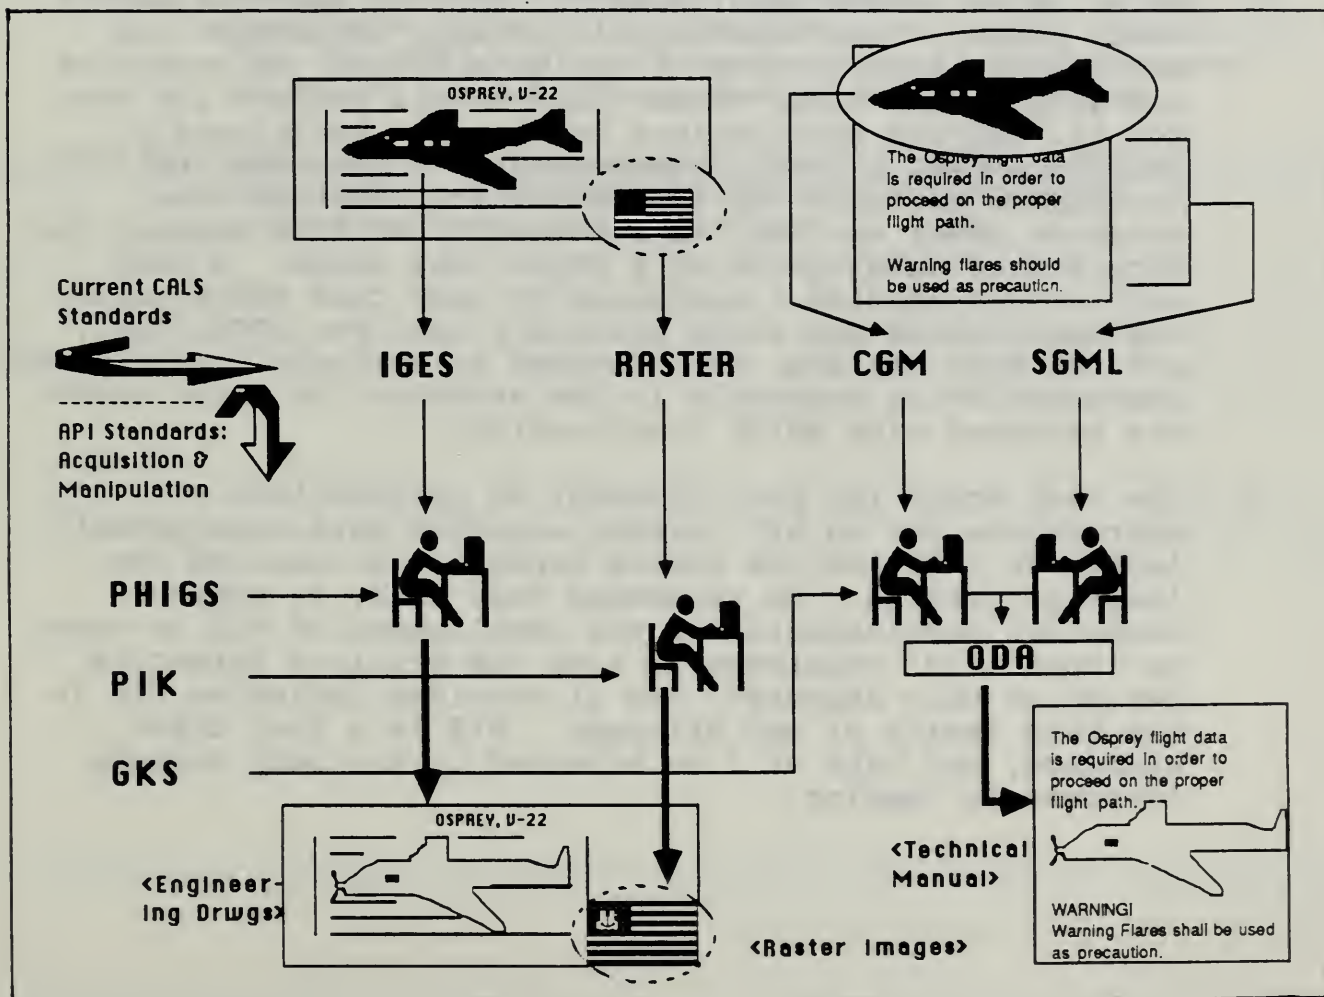 OSPREY, V-22
The Osprey flight data
is required in order to
proceed on the proper
flight path.
Warning flares should
be used as precaution.
Current CALS
Standards
IGES
RASTER
CGM
SGML
API Standards:
Acquisition &
Manipulation
PHIGS
PIK
GKS
ODA
OSPREY, V-22
<Engineer-
ing Drwgs>
<Raster Images>
<Technical
Manual>
The Osprey flight data
is required in order to
proceed on the proper
flight path.
WARNING!
Warning Flares shall be used
as precaution.